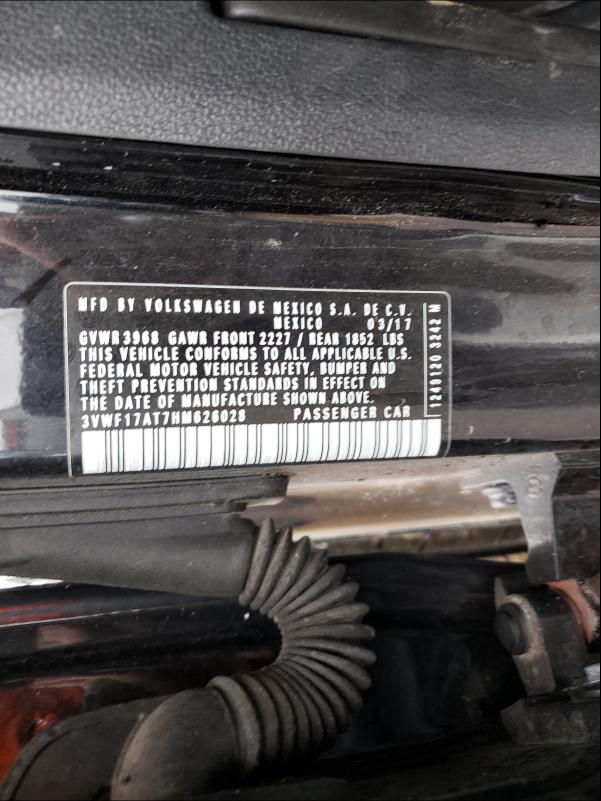 MFD BY VOLKSWAGEN DE MEXICO S.A. DE C.V.
MEXICO 03/17
GVWR 3968 GAWR FRONT 2227 / REAR 1852 LBS
THIS VEHICLE CONFORMS TO ALL APPLICABLE U.S.
FEDERAL MOTOR VEHICLE SAFETY, BUMPER AND
THEFT PREVENTION STANDARDS IN EFFECT ON
THE DATE OF MANUFACTURE SHOWN ABOVE.
3VWF17AT7HM626028 PASSENGER CAR